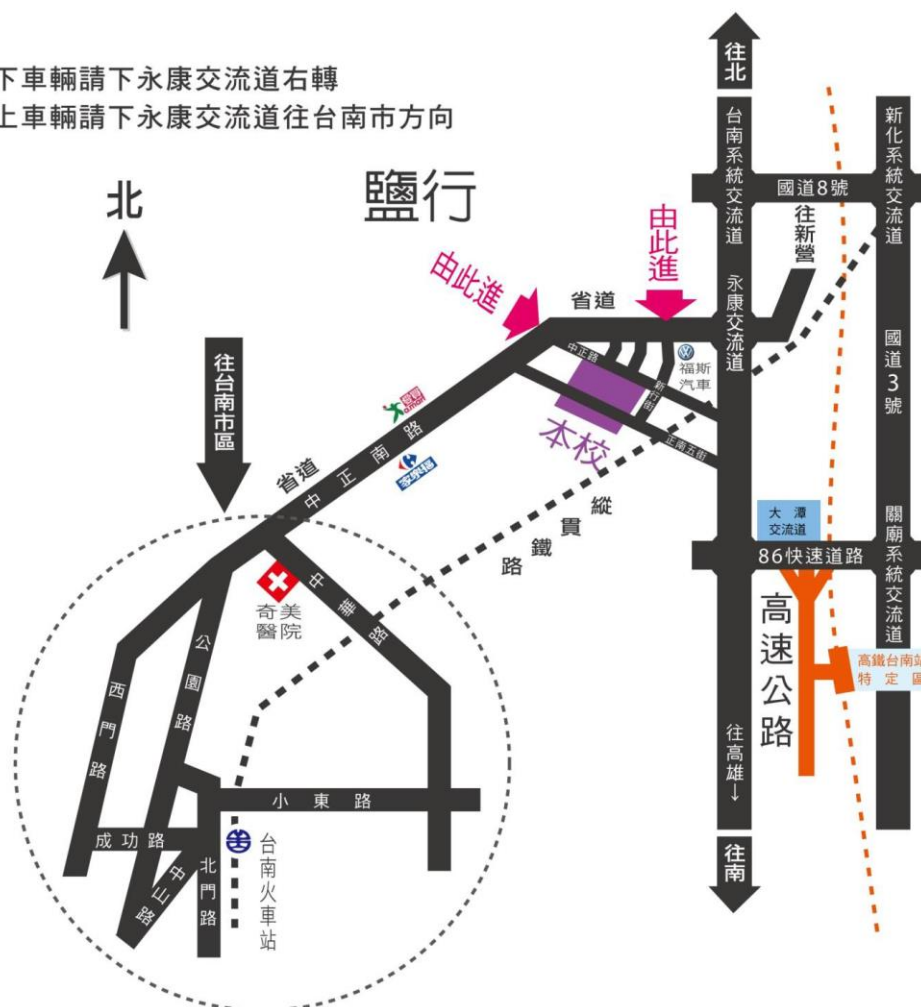 下車輛請下永康交流道右轉
上車輛請下永康交流道往台南市方向
往北
北
鹽行
台南系統交流道
新化系統交流道
國道8號
往新營
由此進
由此進
省道
永康交流道
國道3號
中正路
福斯
汽車
新行街
往台南市區
愛買
a.mart
本校
正南五街
家樂福
省道
中正南路
縱貫鐵路
大潭
交流道
86快速道路
關廟系統交流道
奇美
醫院
中華路
高速公路
高鐵台南站
特定區
公園路
西門路
往高雄↓
小東路
成功路
台南火車站
北門路
中山路
往南